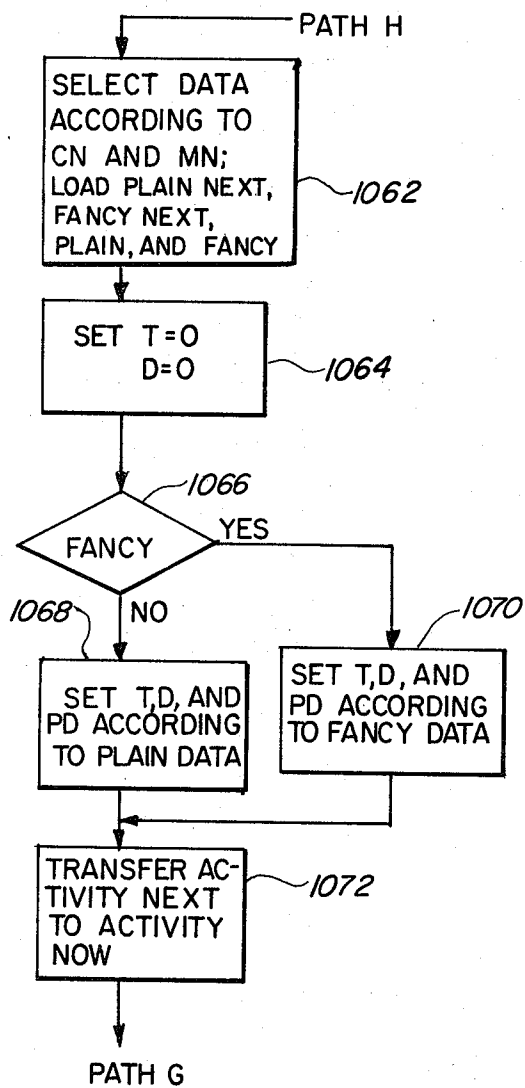 PATH H
SELECT DATA
ACCORDING TO
CN AND MN;
LOAD PLAIN NEXT,
FANCY NEXT,
PLAIN, AND FANCY
1062
SET T=0
D=0
1064
1066
FANCY
YES
NO
1068
1070
SET T,D, AND
PD ACCORDING
TO PLAIN DATA
SET T,D, AND
PD ACCORDING
TO FANCY DATA
TRANSFER AC-
TIVITY NEXT
TO ACTIVITY
NOW
1072
PATH G